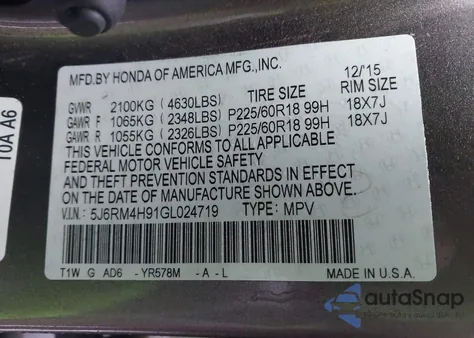 MFD.BY HONDA OF AMERICA MFG.,INC. 12/'15
TIRE SIZE RIM SIZE
GVWR 2100KG ( 4630LBS)
GAWR F 1065KG ( 2348LBS) P225/60R18 99H 18X7J
GAWR R 1055KG ( 2326LBS) P225/60R18 99H 18X7J
THIS VEHICLE CONFORMS TO ALL APPLICABLE
FEDERAL MOTOR VEHICLE SAFETY
AND THEFT PREVENTION STANDARDS IN EFFECT
ON THE DATE OF MANUFACTURE SHOWN ABOVE.
V.I.N.: 5J6RM4H91GL024719 TYPE: MPV
T1W G AD6 - YR578M - A - L MADE IN U.S.A.
10A A6
autoSnap